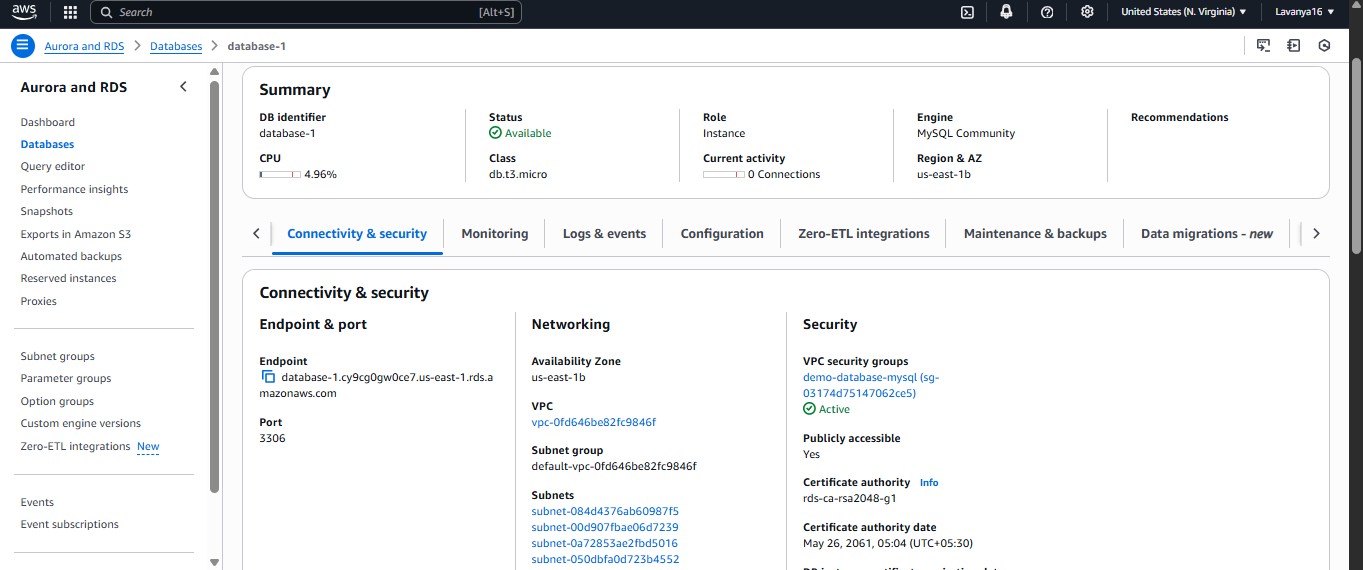 aws
Search [Alt+S]
United States (N. Virginia) ▼
Lavanya16 ▼
Aurora and RDS > Databases > database-1
Aurora and RDS
Dashboard
Databases
Query editor
Performance insights
Snapshots
Exports in Amazon S3
Automated backups
Reserved instances
Proxies
Subnet groups
Parameter groups
Option groups
Custom engine versions
Zero-ETL integrations New
Events
Event subscriptions
Summary
DB identifier
database-1
CPU
4.96%
Status
Available
Class
db.t3.micro
Role
Instance
Current activity
0 Connections
Engine
MySQL Community
Region & AZ
us-east-1b
Recommendations
Connectivity & security
Monitoring
Logs & events
Configuration
Zero-ETL integrations
Maintenance & backups
Data migrations - new
Connectivity & security
Endpoint & port
Endpoint
database-1.cy9cg0gw0ce7.us-east-1.rds.a
mazonaws.com
Port
3306
Networking
Availability Zone
us-east-1b
VPC
vpc-0fd646be82fc9846f
Subnet group
default-vpc-0fd646be82fc9846f
Subnets
subnet-084d4376ab60987f5
subnet-00d907fbae06d7239
subnet-0a72853ae2fbd5016
subnet-050dbfa0d723b4552
Security
VPC security groups
demo-database-mysql (sg-
03174d75147062ce5)
Active
Publicly accessible
Yes
Certificate authority Info
rds-ca-rsa2048-g1
Certificate authority date
May 26, 2061, 05:04 (UTC+05:30)